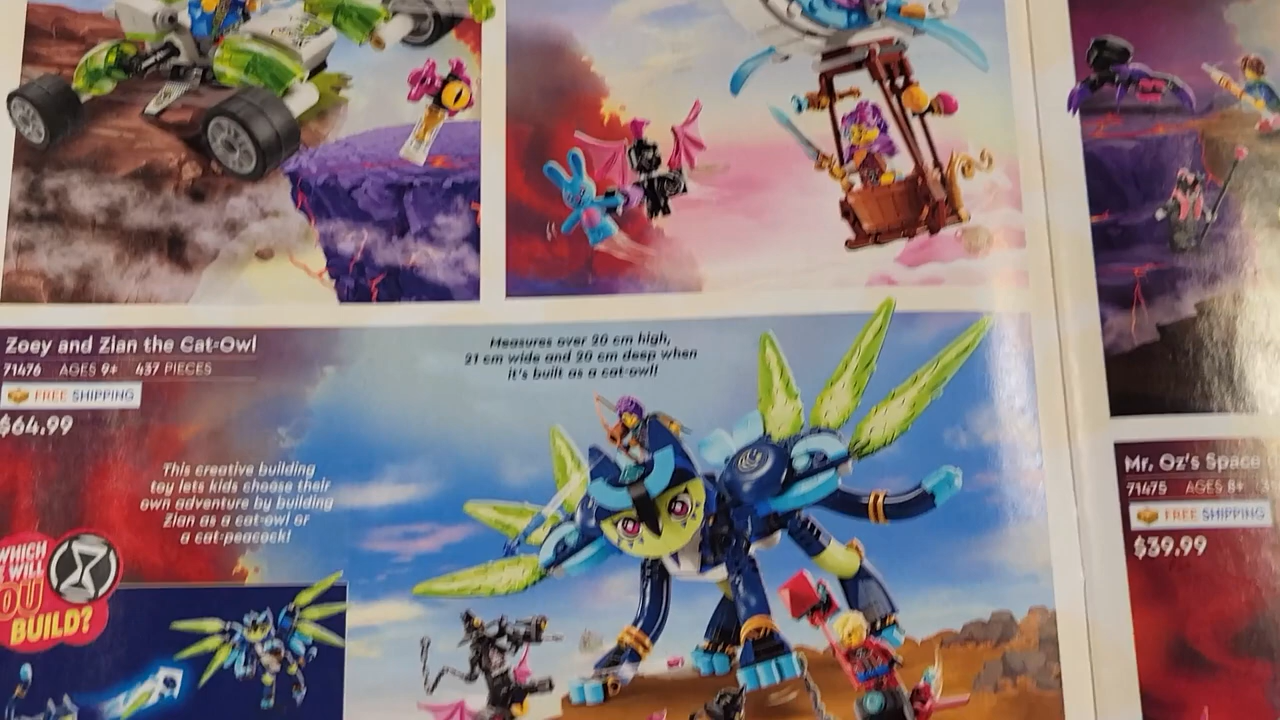 Zoey and Zian the Cat-Owl
71476 AGES 9+ 437 PIECES
FREE SHIPPING
$64.99
Measures over 20 cm high,
21 cm wide and 20 cm deep when
it's built as a cat-owl!
This creative building
toy lets kids choose their
own adventure by building
Zian as a cat-owl or
a cat-peacock!
WHICH
WILL
YOU
BUILD?
Mr. Oz's Space
71475 AGES 8+
FREE SHIPPING
$39.99